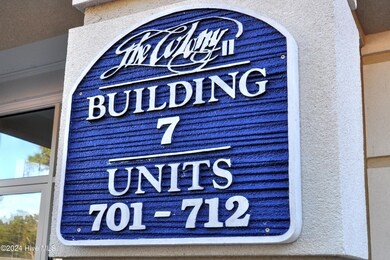 The Colony II
BUILDING
7
UNITS
701 - 712
©2024 Hive MLS